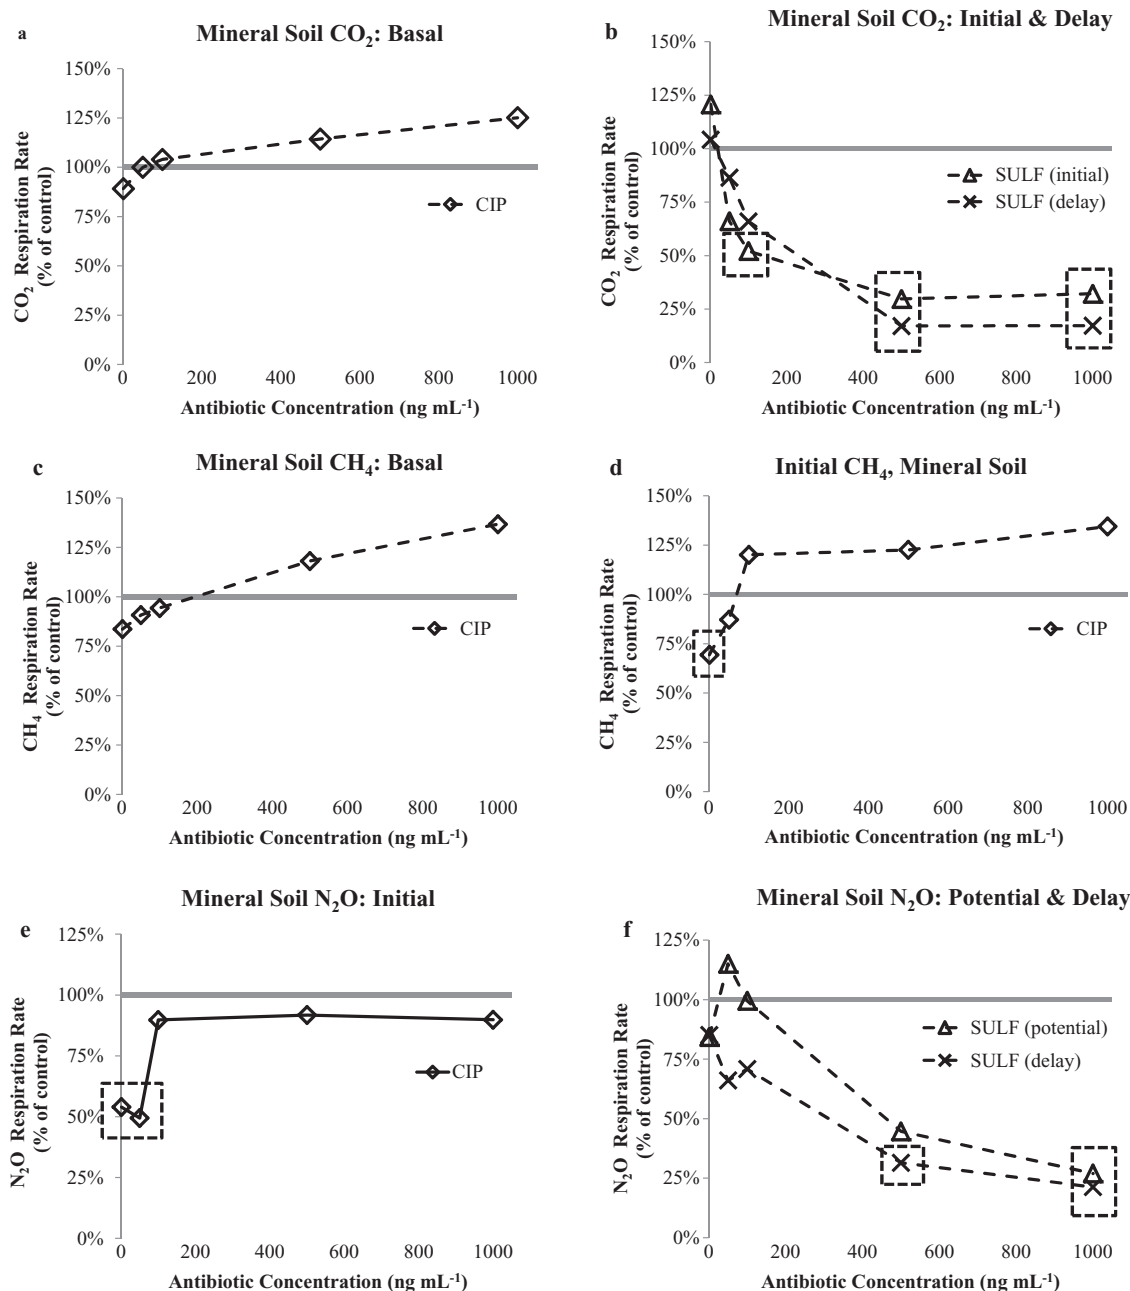 a
Mineral Soil CO2: Basal
150%
125%
100%
75%
50%
25%
0%
CO2 Respiration Rate
(% of control)
CIP
0 200 400 600 800 1000
Antibiotic Concentration (ng mL-1)
b
Mineral Soil CO2: Initial & Delay
150%
125%
100%
75%
50%
25%
0%
CO2 Respiration Rate
(% of control)
SULF (initial)
SULF (delay)
0 200 400 600 800 1000
Antibiotic Concentration (ng mL-1)
c
Mineral Soil CH4: Basal
150%
125%
100%
75%
50%
25%
0%
CH4 Respiration Rate
(% of control)
CIP
0 200 400 600 800 1000
Antibiotic Concentration (ng mL-1)
d
Initial CH4, Mineral Soil
150%
125%
100%
75%
50%
25%
0%
CH4 Respiration Rate
(% of control)
CIP
0 200 400 600 800 1000
Antibiotic Concentration (ng mL-1)
e
Mineral Soil N2O: Initial
125%
100%
75%
50%
25%
0%
N2O Respiration Rate
(% of control)
CIP
0 200 400 600 800 1000
Antibiotic Concentration (ng mL-1)
f
Mineral Soil N2O: Potential & Delay
125%
100%
75%
50%
25%
0%
N2O Respiration Rate
(% of control)
SULF (potential)
SULF (delay)
0 200 400 600 800 1000
Antibiotic Concentration (ng mL-1)